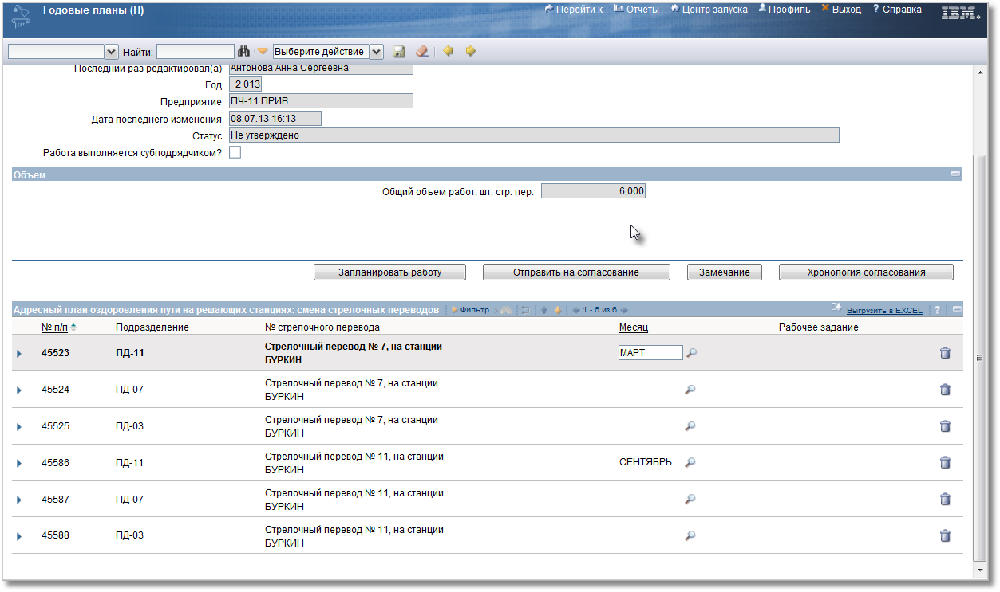 Годовые планы (П)
Перейти к Отчеты Центр запуска Профиль Выход ? Справка IBM.
Найти: Выберите действие
Последний раз редактировал(а) Антонова Анна Сергеевна
Год 2 013
Предприятие ПЧ-11 ПРИВ
Дата последнего изменения 08.07.13 16:13
Статус Не утверждено
Работа выполняется субподрядчиком?
Объем
Общий объем работ, шт. стр. пер. 6,000
Запланировать работу Отправить на согласование Замечание Хронология согласования
Адресный план оздоровления пути на решающих станциях: смена стрелочных переводов Фильтр 1 - 6 из 6 Выгрузить в EXCEL ?
№ п/п Подразделение № стрелочного перевода Месяц Рабочее задание
45523 ПД-11 Стрелочный перевод № 7, на станции МАРТ
БУРКИН
45524 ПД-07 Стрелочный перевод № 7, на станции
БУРКИН
45525 ПД-03 Стрелочный перевод № 7, на станции
БУРКИН
45586 ПД-11 Стрелочный перевод № 11, на станции СЕНТЯБРЬ
БУРКИН
45587 ПД-07 Стрелочный перевод № 11, на станции
БУРКИН
45588 ПД-03 Стрелочный перевод № 11, на станции
БУРКИН